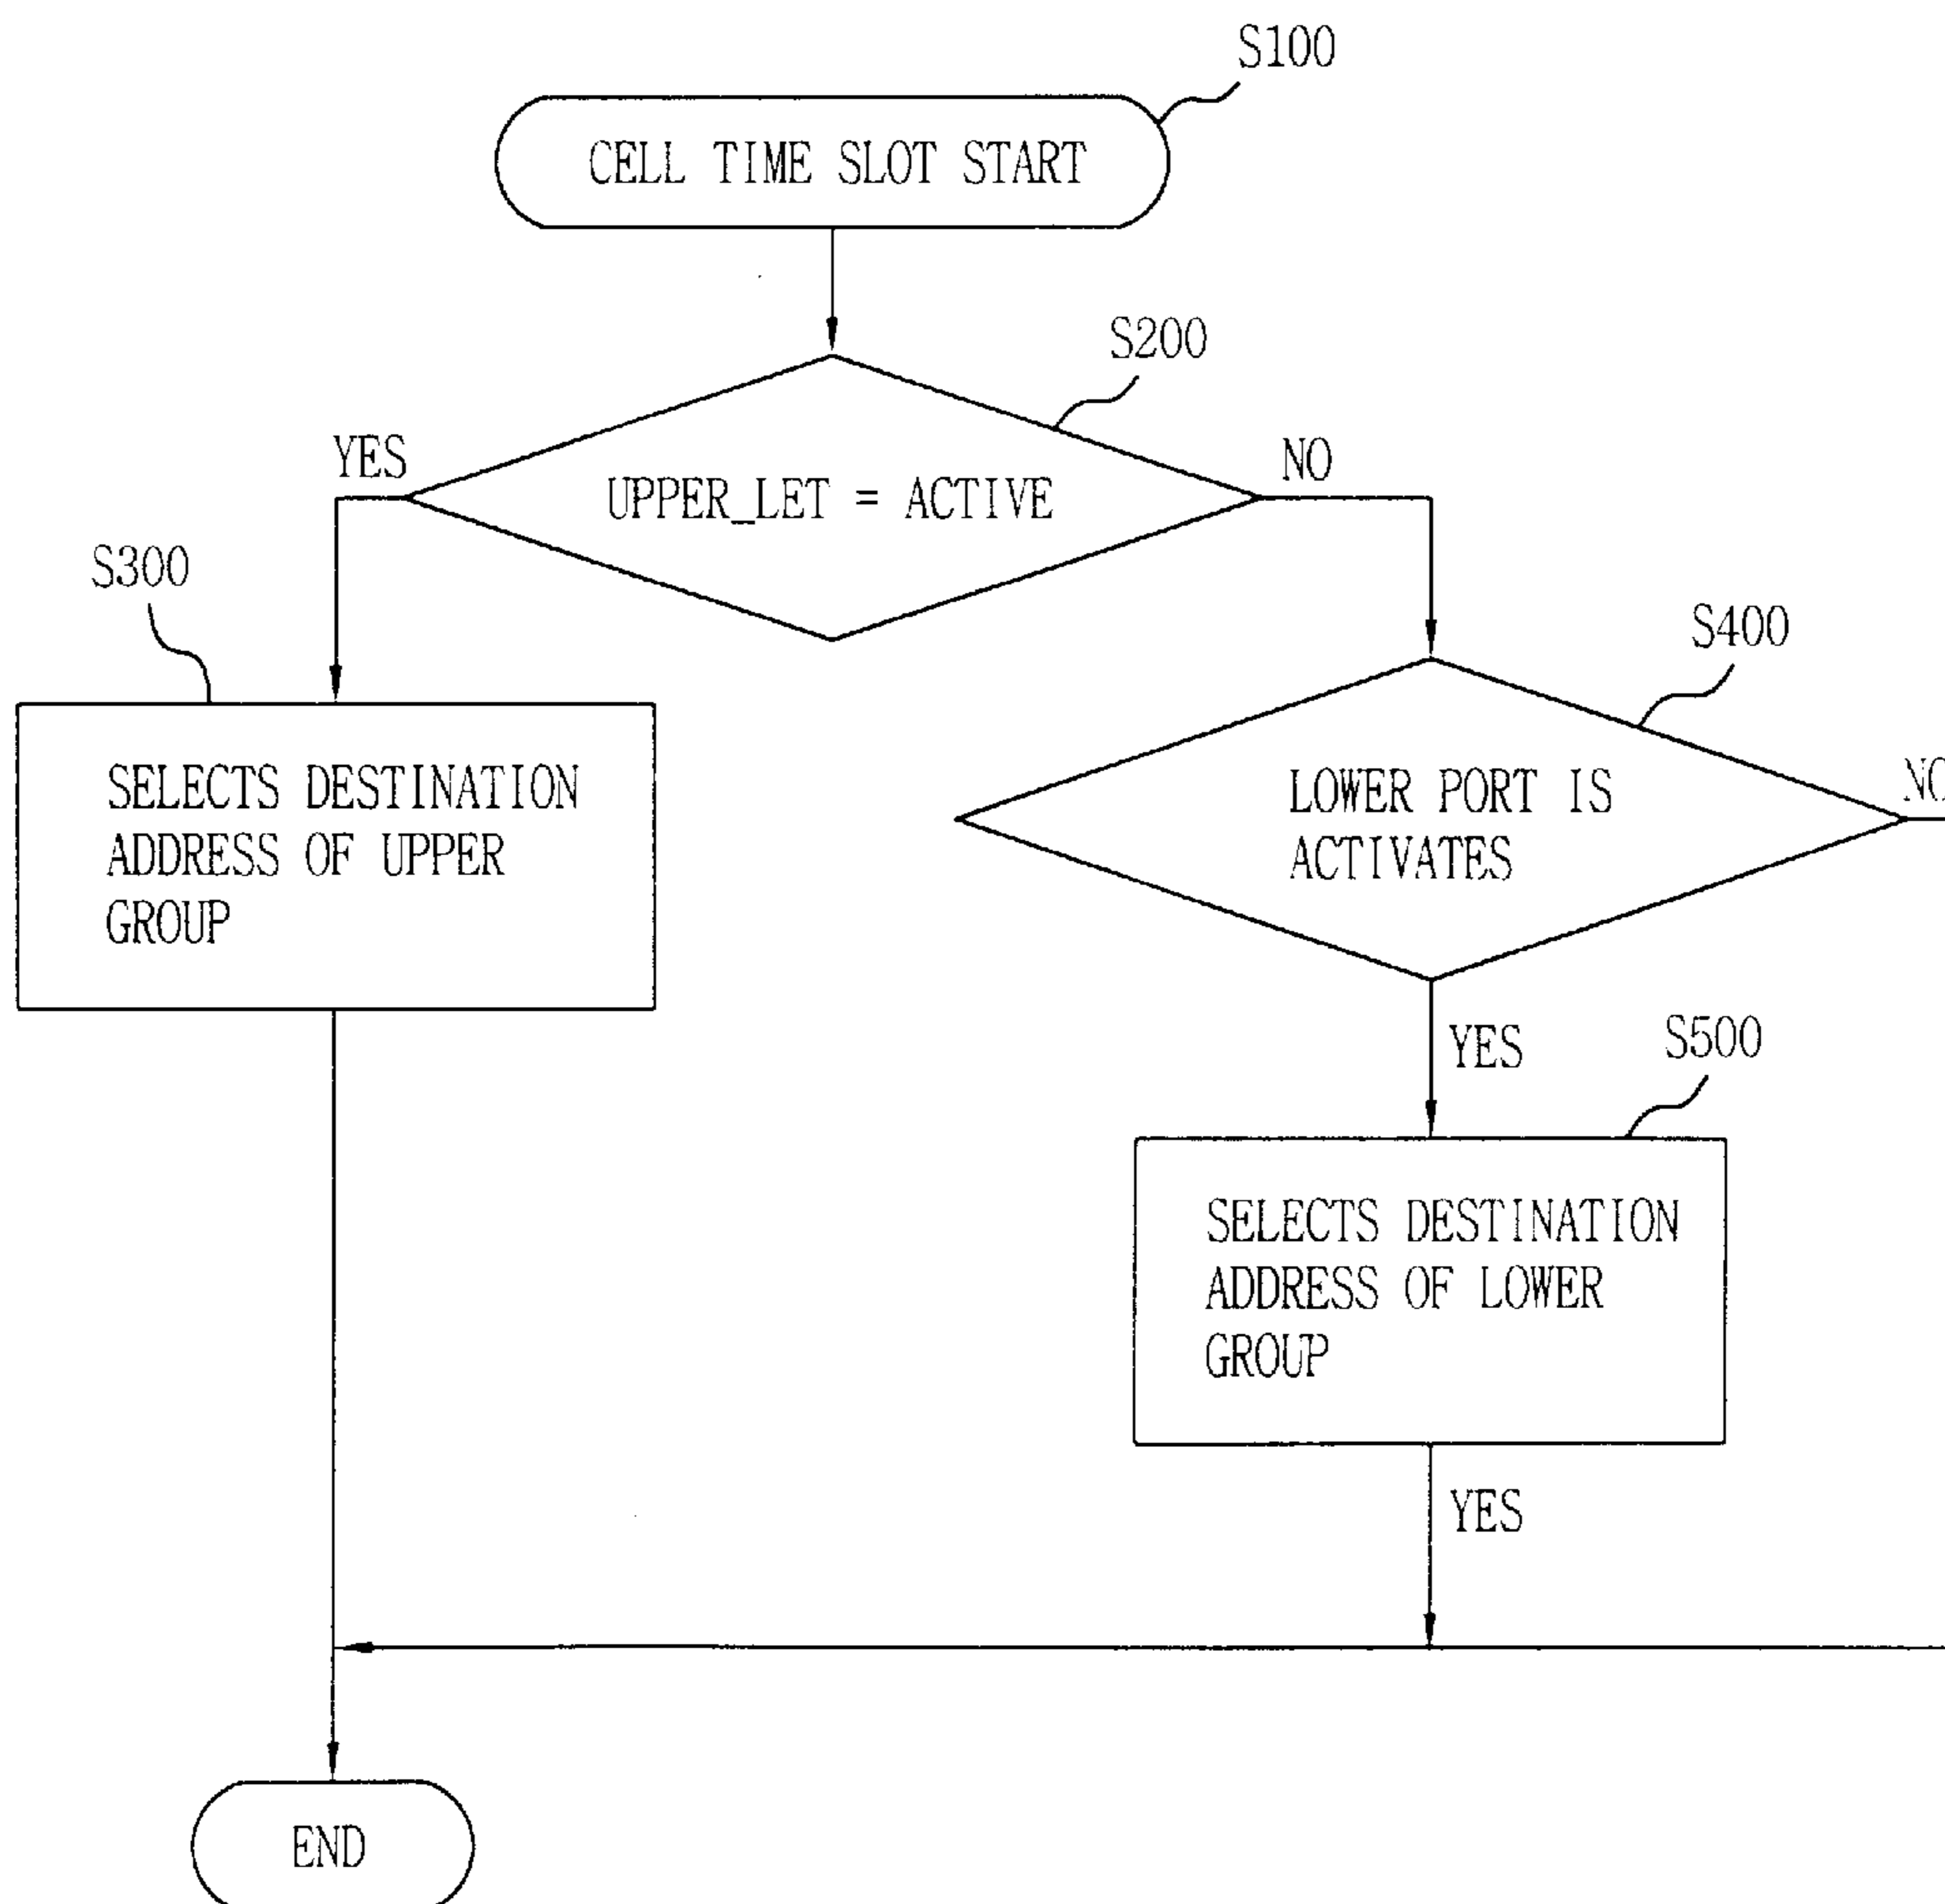 S100
CELL TIME SLOT START
S200
YES
NO
UPPER_LET = ACTIVE
S300
S400
SELECTS DESTINATION
ADDRESS OF UPPER
GROUP
LOWER PORT IS
ACTIVATES
NO
YES
S500
SELECTS DESTINATION
ADDRESS OF LOWER
GROUP
YES
END